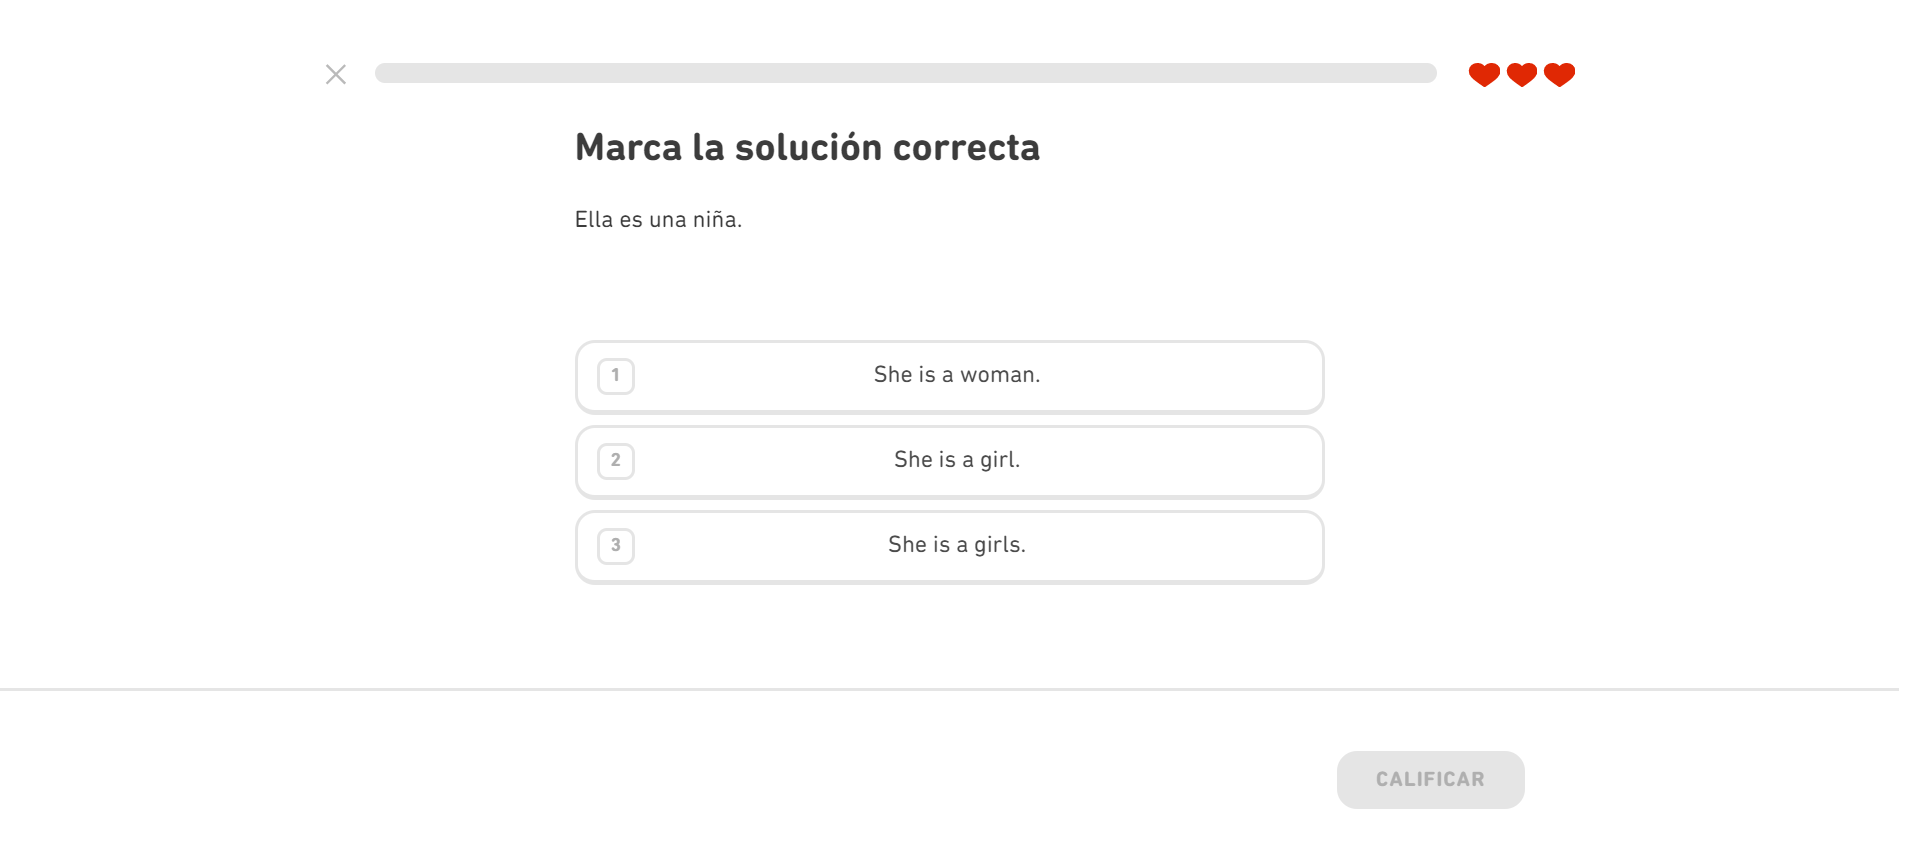 Marca la solución correcta
Ella es una niña.
1 She is a woman.
2 She is a girl.
3 She is a girls.
CALIFICAR